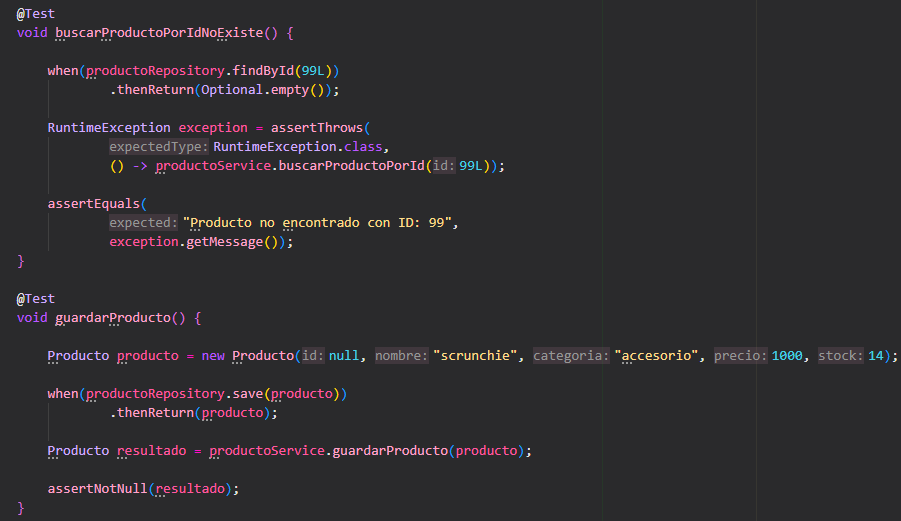 @Test
void buscarProductoPorIdNoExiste() {
when(productoRepository.findById(99L))
.thenReturn(Optional.empty());
RuntimeException exception = assertThrows(
expectedType: RuntimeException.class,
() -> productoService.buscarProductoPorId(id: 99L));
assertEquals(
expected: "Producto no encontrado con ID: 99",
exception.getMessage());
}
@Test
void guardarProducto() {
Producto producto = new Producto(id: null, nombre: "scrunchie", categoria: "accesorio", precio: 1000, stock: 14);
when(productoRepository.save(producto))
.thenReturn(producto);
Producto resultado = productoService.guardarProducto(producto);
assertNotNull(resultado);
}